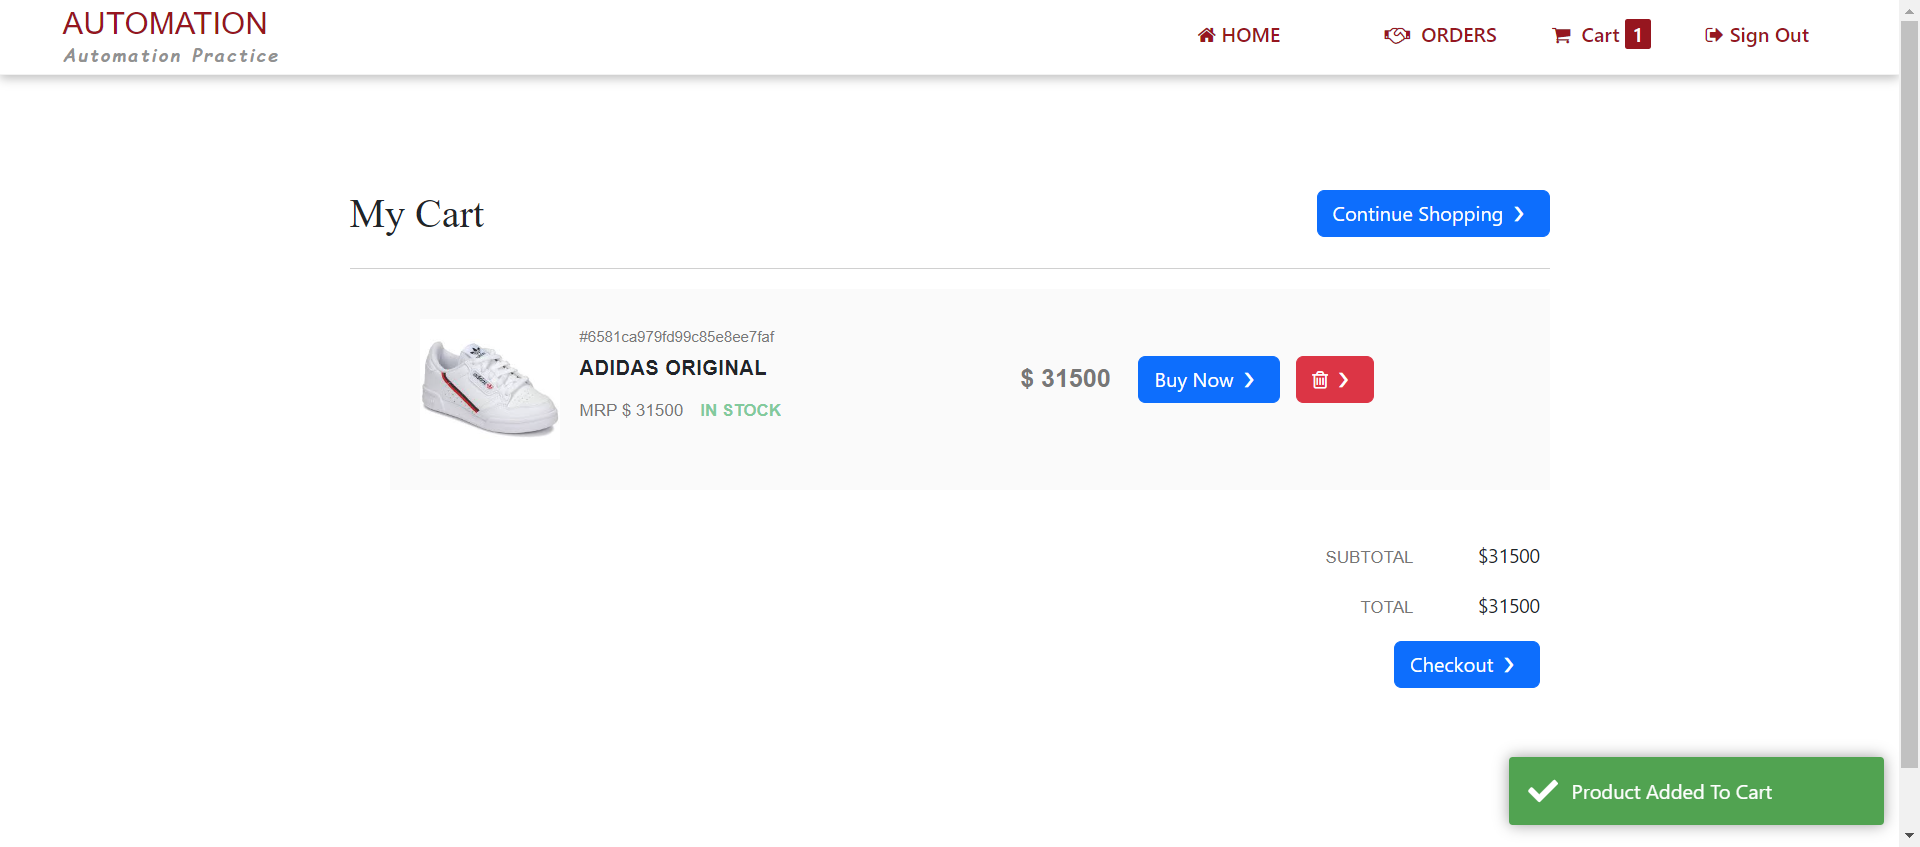 AUTOMATION
Automation Practice
HOME
ORDERS
Cart 1
Sign Out
My Cart
Continue Shopping
#6581ca979fd99c85e8ee7faf
ADIDAS ORIGINAL
MRP $ 31500 IN STOCK
$ 31500
Buy Now
SUBTOTAL $31500
TOTAL $31500
Checkout
Product Added To Cart